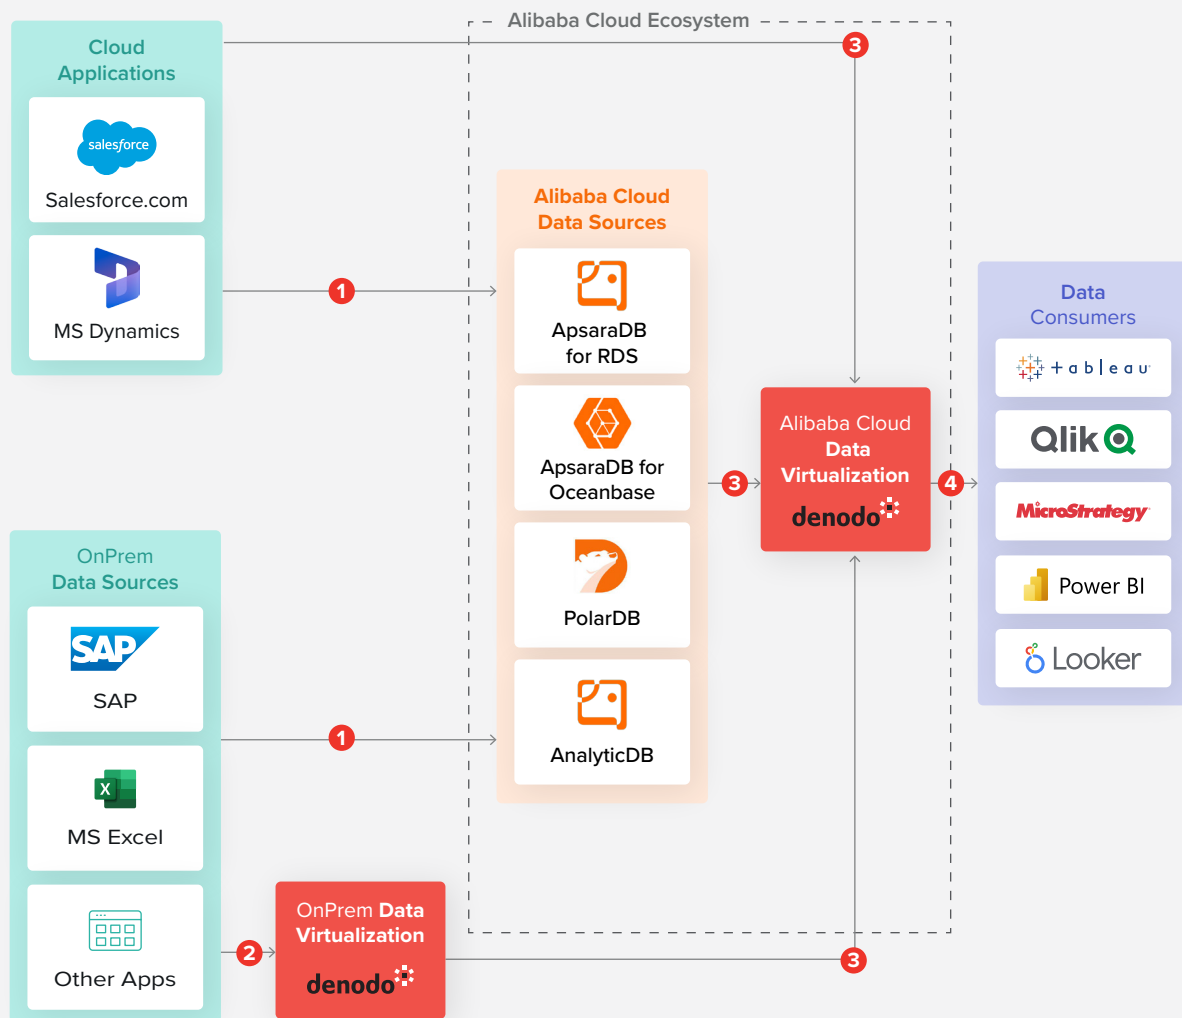 Alibaba Cloud Ecosystem
3
Cloud
Applications
salesforce
Salesforce.com
MS Dynamics
1
Alibaba Cloud
Data Sources
ApsaraDB
for RDS
ApsaraDB for
Oceanbase
PolarDB
AnalyticDB
3
Alibaba Cloud
Data
Virtualization
denodo
4
Data
Consumers
+ableau
Qlik
MicroStrategy
Power BI
Looker
OnPrem
Data Sources
SAP
SAP
1
X
MS Excel
Other Apps
2
OnPrem Data
Virtualization
denodo
3